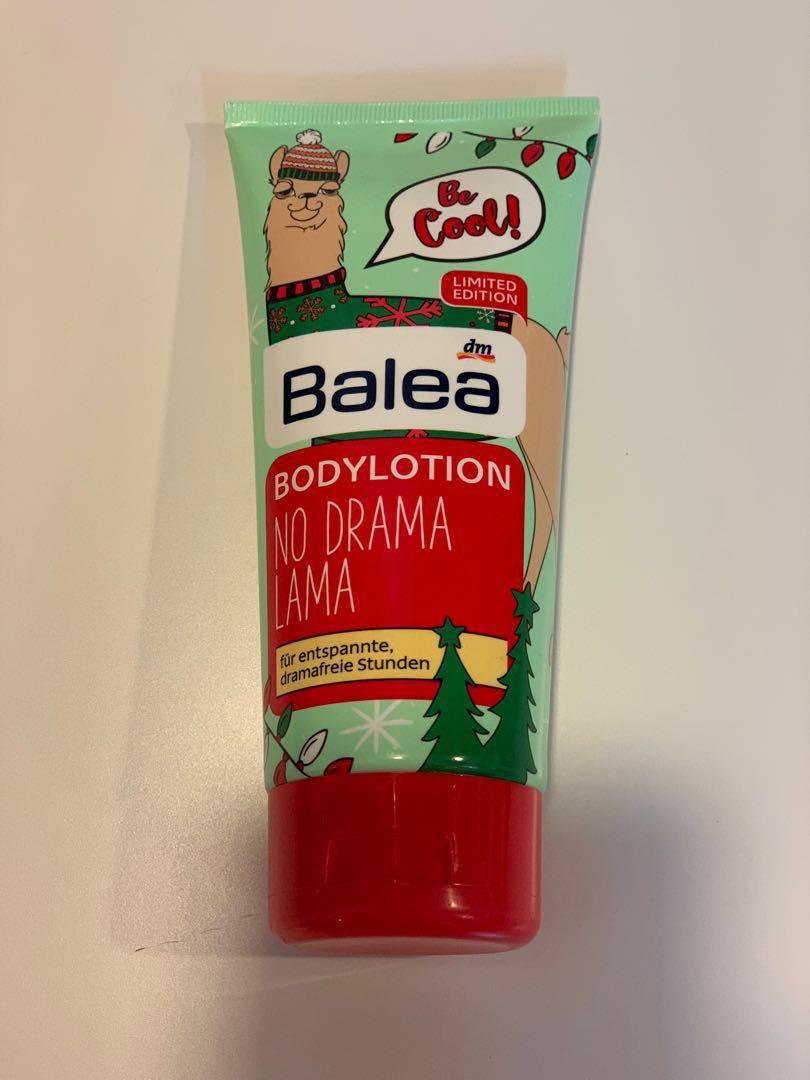 Be
Cool!
LIMITED
EDITION
dm
Balea
BODYLOTION
NO DRAMA
LAMA
für entspannte,
dramafreie Stunden